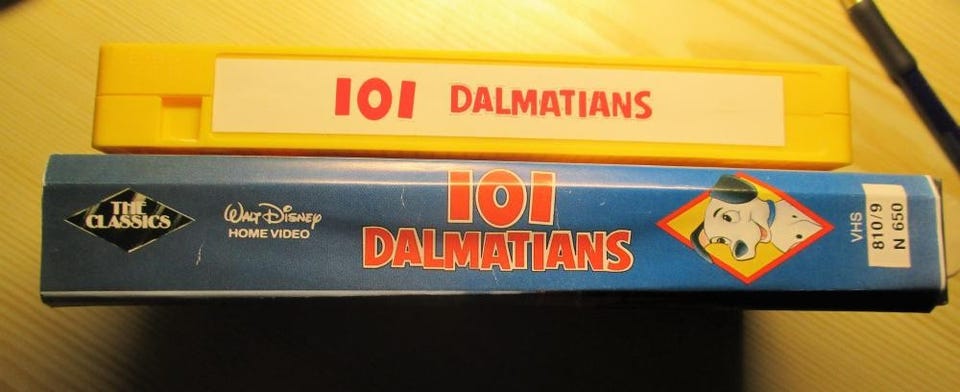 101 DALMATIANS
THE
CLASSICS
WALT DISNEY
HOME VIDEO
101
DALMATIANS
VHS
810/9
N 650